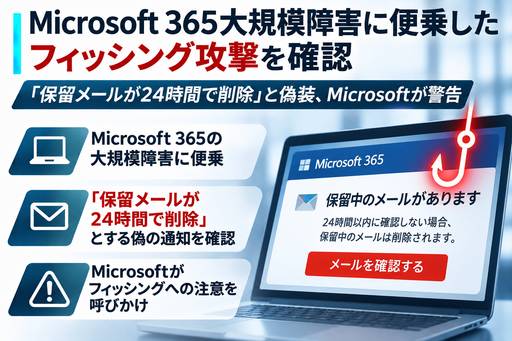 Microsoft 365大規模障害に便乗した
フィッシング攻撃を確認
「保留メールが24時間で削除」と偽装、Microsoftが警告
Microsoft 365の
大規模障害に便乗
「保留メールが
24時間で削除」
とする偽の通知を確認
Microsoftが
フィッシングへの注意を
呼びかけ
Microsoft 365
保留中のメールがあります
24時間以内に確認しない場合、
保留中のメールは削除されます。
メールを確認する